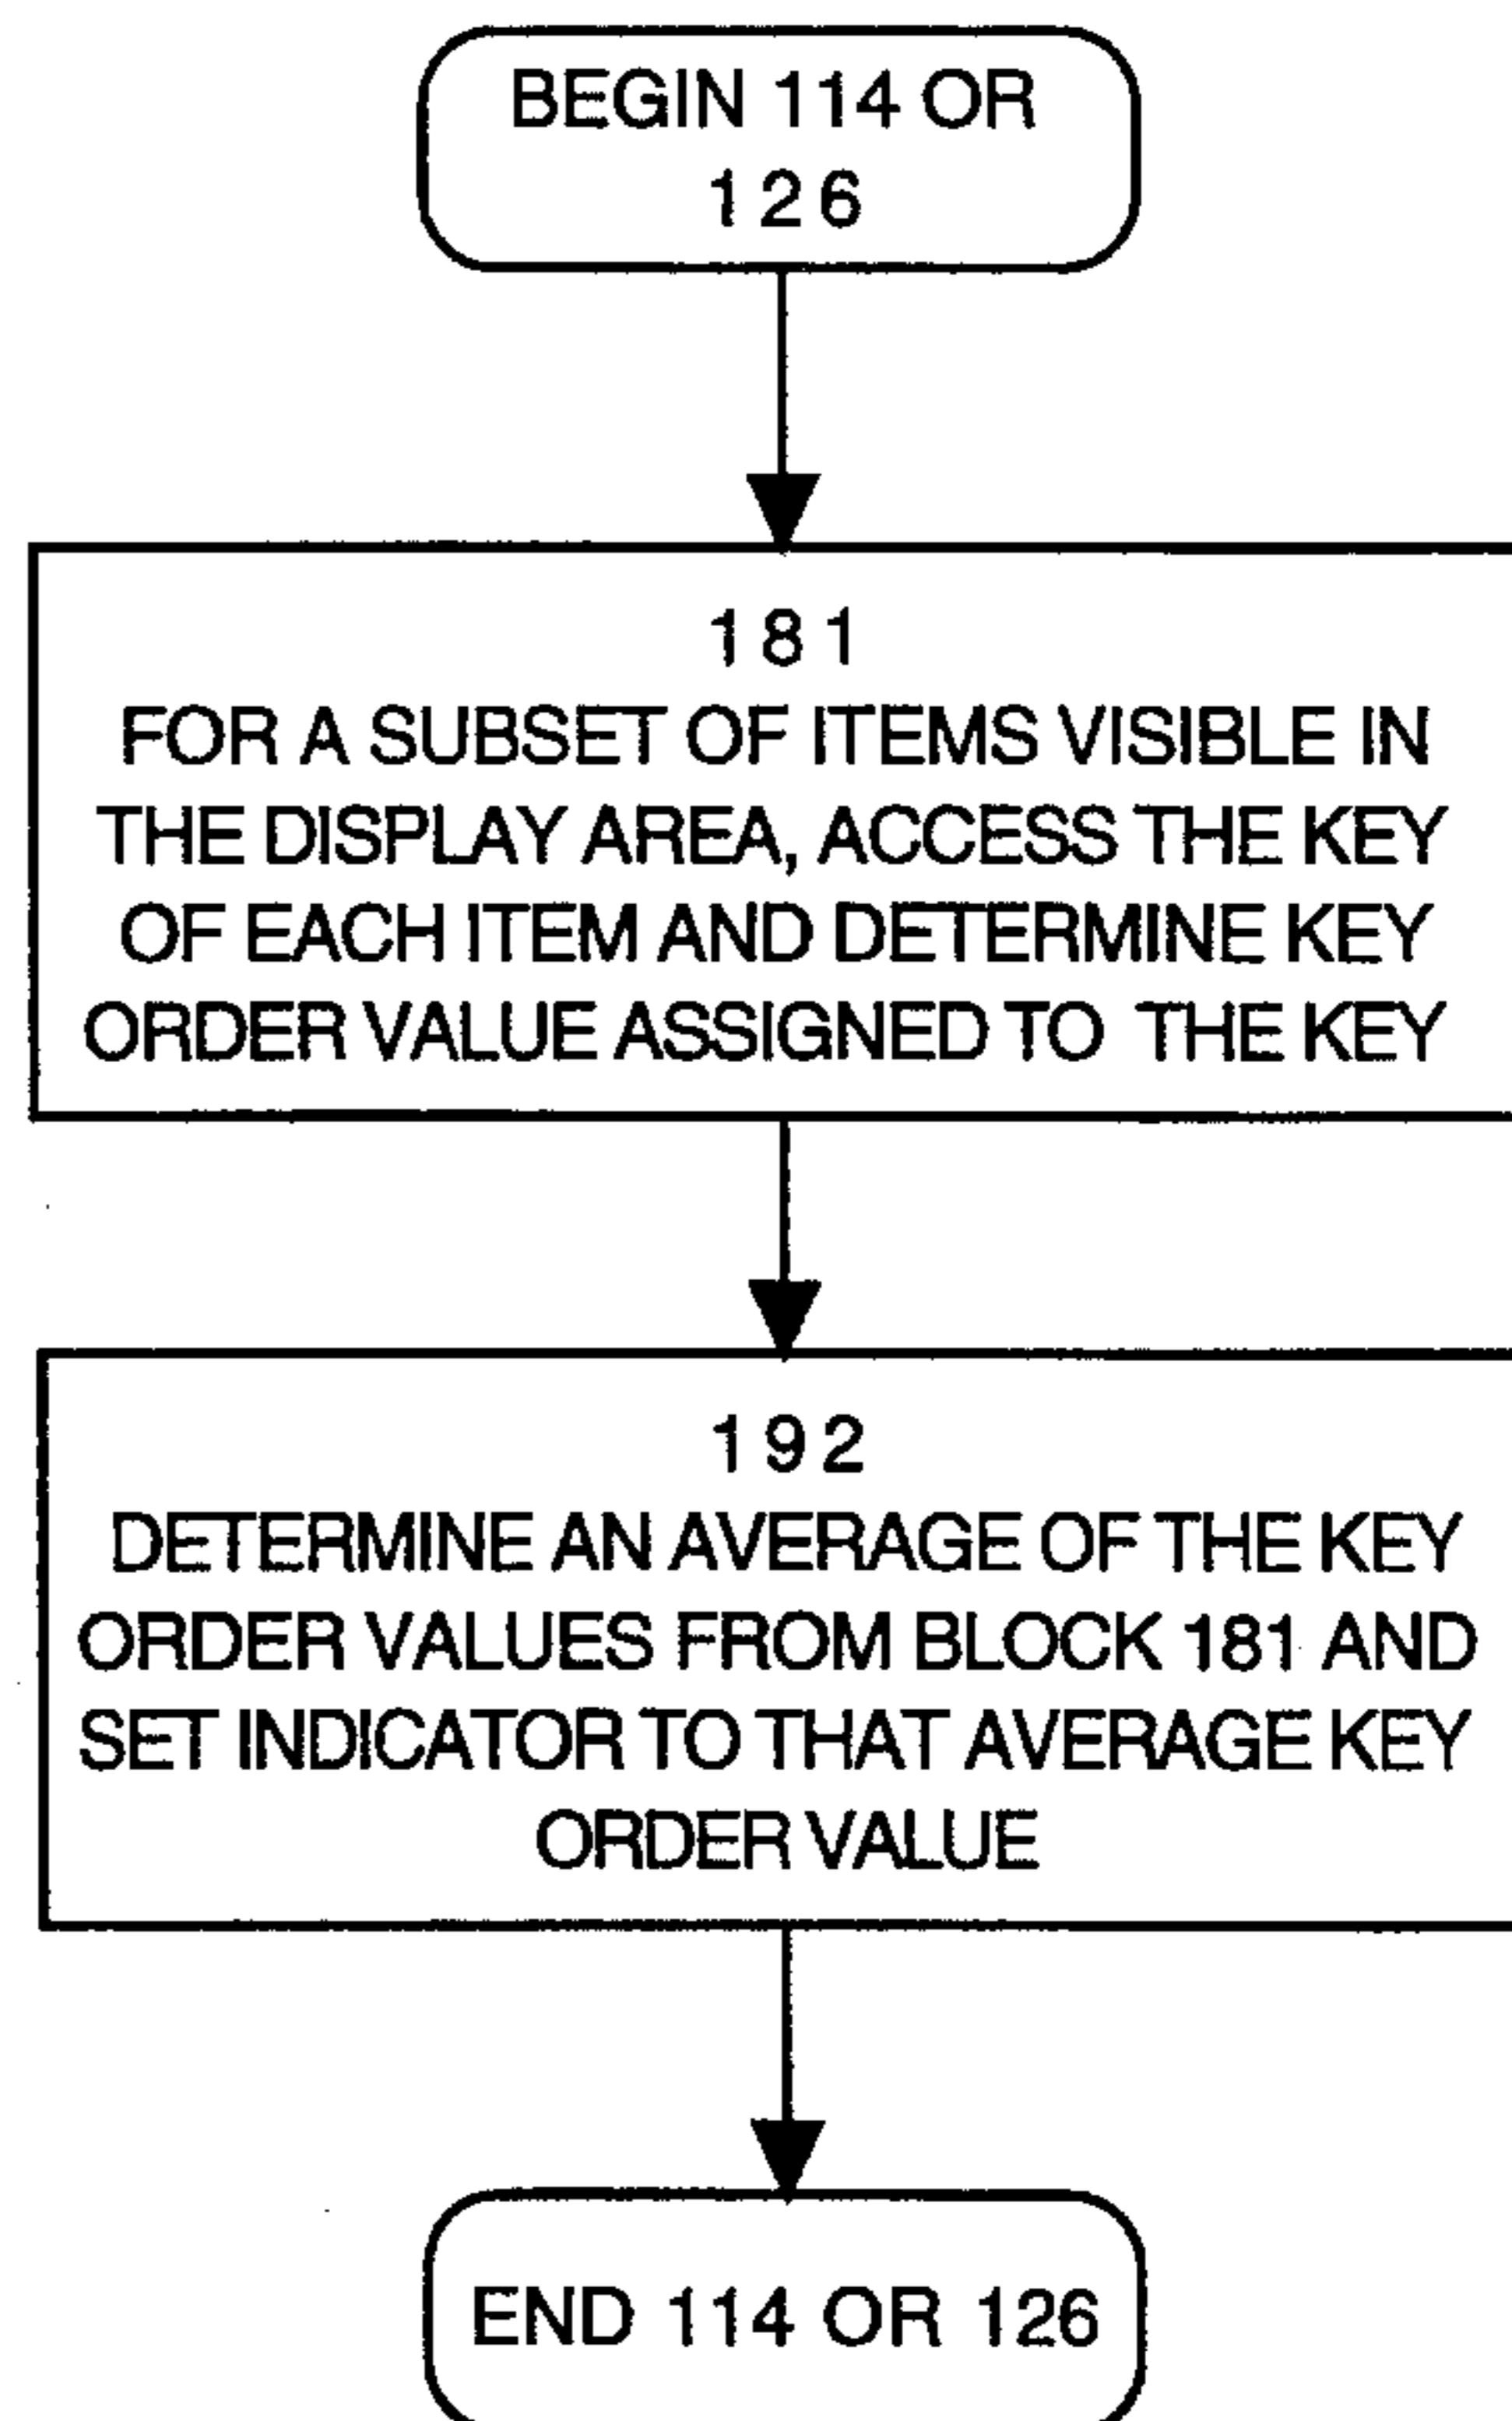 BEGIN 114 OR
126
181
FOR A SUBSET OF ITEMS VISIBLE IN
THE DISPLAY AREA, ACCESS THE KEY
OF EACH ITEM AND DETERMINE KEY
ORDER VALUE ASSIGNED TO THE KEY
192
DETERMINE AN AVERAGE OF THE KEY
ORDER VALUES FROM BLOCK 181 AND
SET INDICATOR TO THAT AVERAGE KEY
ORDER VALUE
END 114 OR 126